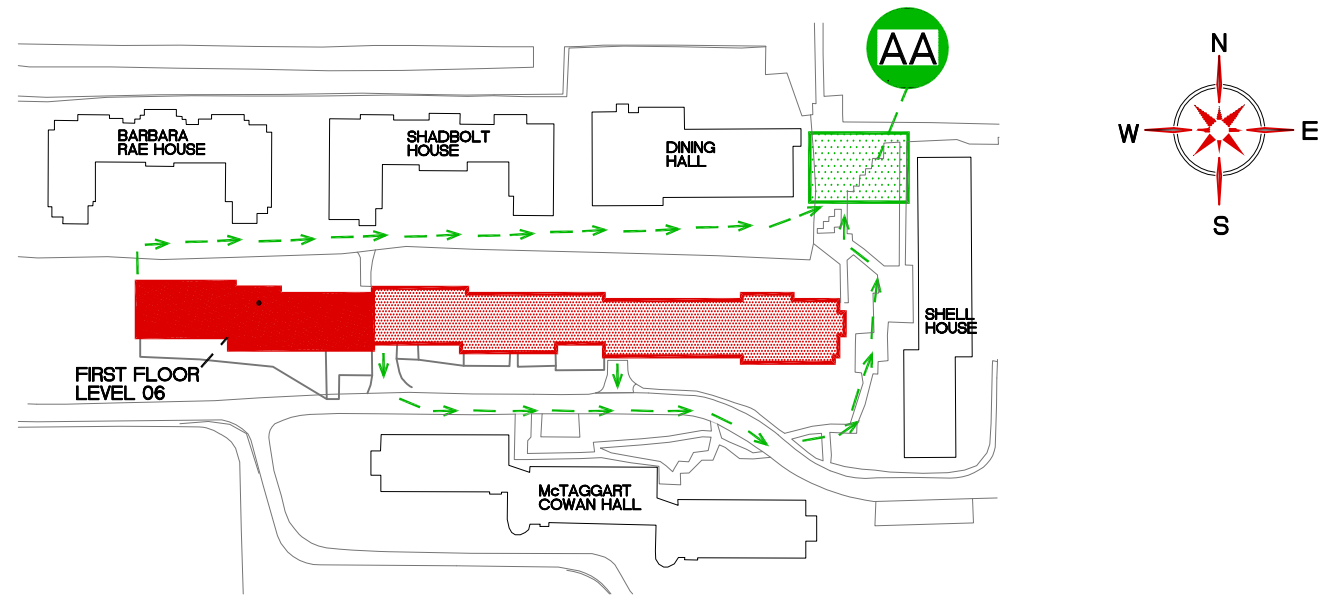 AA
N
W
E
S
BARBARA
RAE HOUSE
SHADBOLT
HOUSE
DINING
HALL
SHELL
HOUSE
FIRST FLOOR
LEVEL 06
McTAGGART
COWAN HALL